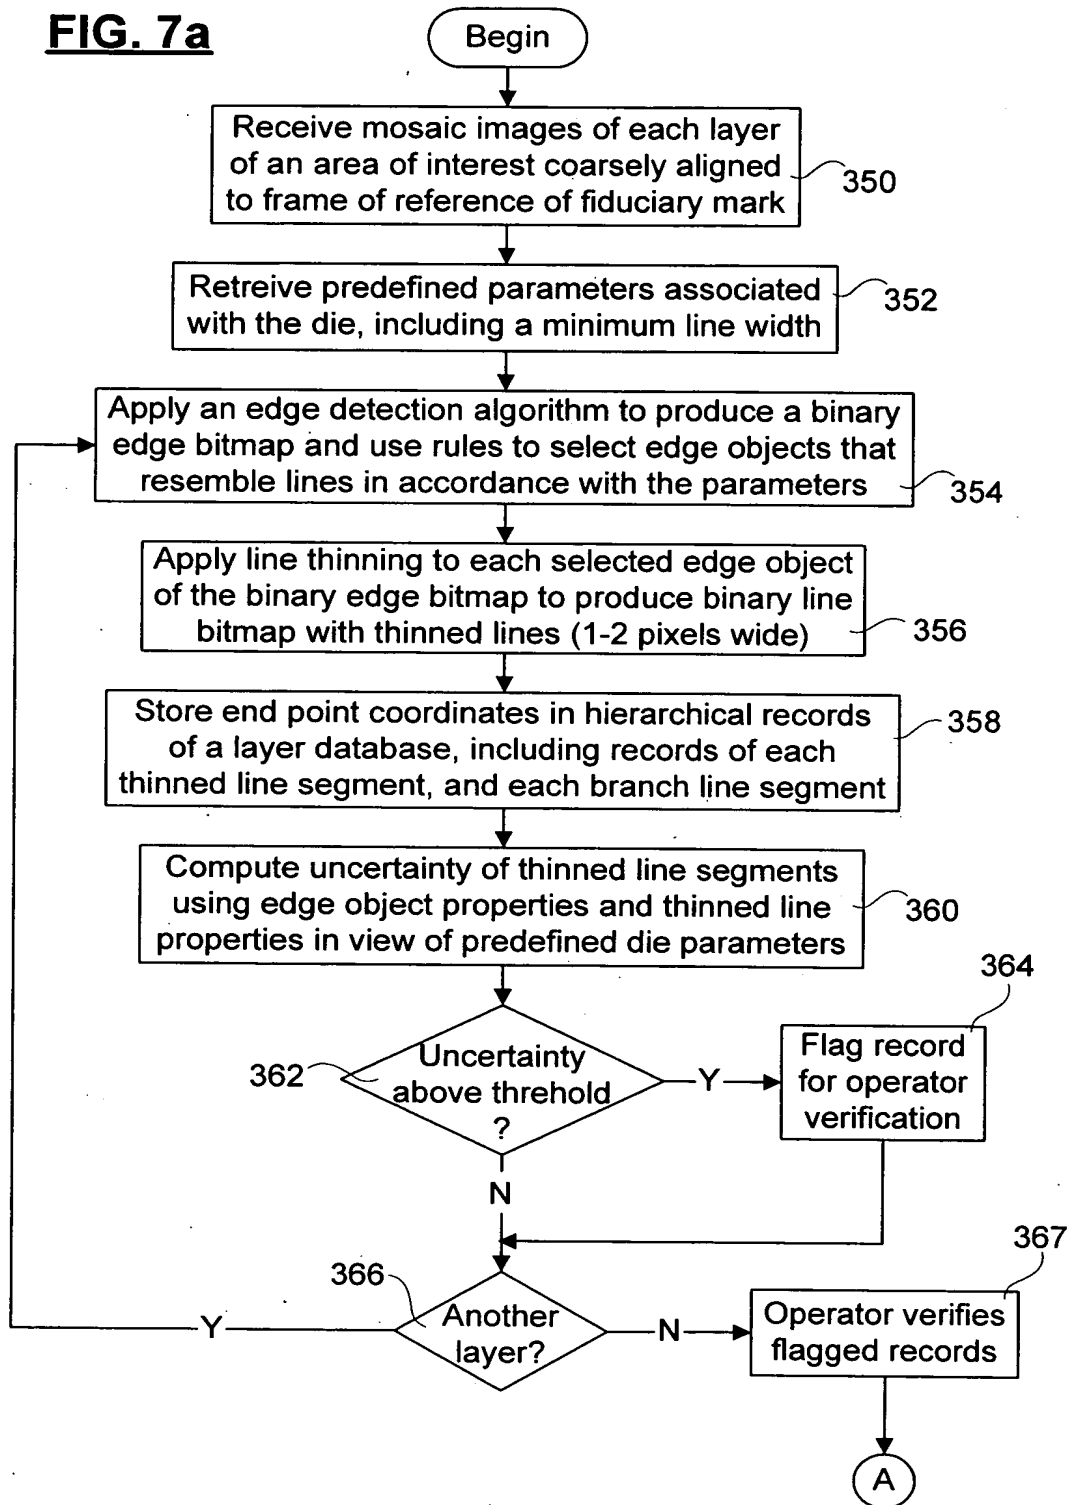 FIG. 7a
Begin
Receive mosaic images of each layer
of an area of interest coarsely aligned
to frame of reference of fiduciary mark
350
Retreive predefined parameters associated
with the die, including a minimum line width
352
Apply an edge detection algorithm to produce a binary
edge bitmap and use rules to select edge objects that
resemble lines in accordance with the parameters
354
Apply line thinning to each selected edge object
of the binary edge bitmap to produce binary line
bitmap with thinned lines (1-2 pixels wide)
356
Store end point coordinates in hierarchical records
of a layer database, including records of each
thinned line segment, and each branch line segment
358
Compute uncertainty of thinned line segments
using edge object properties and thinned line
properties in view of predefined die parameters
360
362
Uncertainty
above threhold
?
Y
364
Flag record
for operator
verification
N
366
Another
layer?
Y
N
367
Operator verifies
flagged records
A